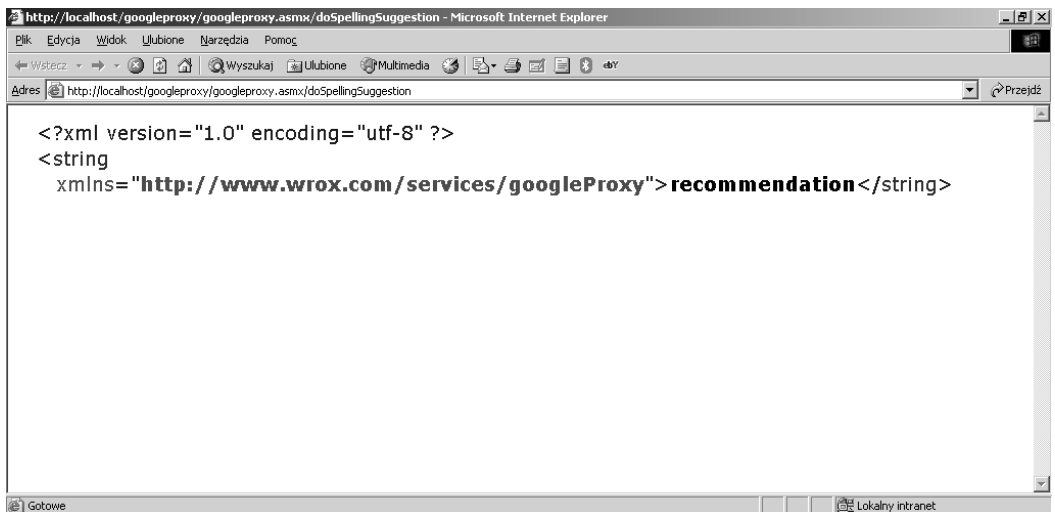 http://localhost/googleproxy/googleproxy.asmx/doSpellingSuggestion - Microsoft Internet Explorer
Plik Edycja Widok Ulubione Narzędzia Pomoc
Wstecz Wyszukaj Ulubione Multimedia
Adres http://localhost/googleproxy/googleproxy.asmx/doSpellingSuggestion Przejdź
<?xml version="1.0" encoding="utf-8" ?>
<string
xmlns="http://www.wrox.com/services/googleProxy">recommendation</string>
Gotowe Lokalny intranet